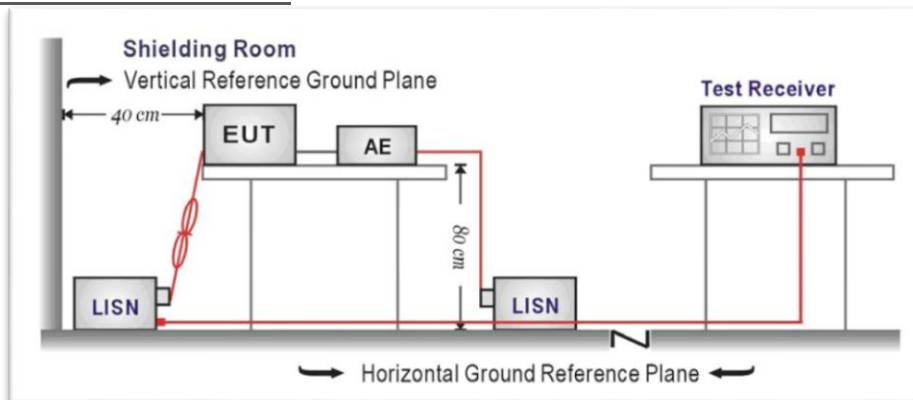 Shielding Room
Vertical Reference Ground Plane
40 cm
EUT
AE
Test Receiver
80 cm
LISN
LISN
Horizontal Ground Reference Plane